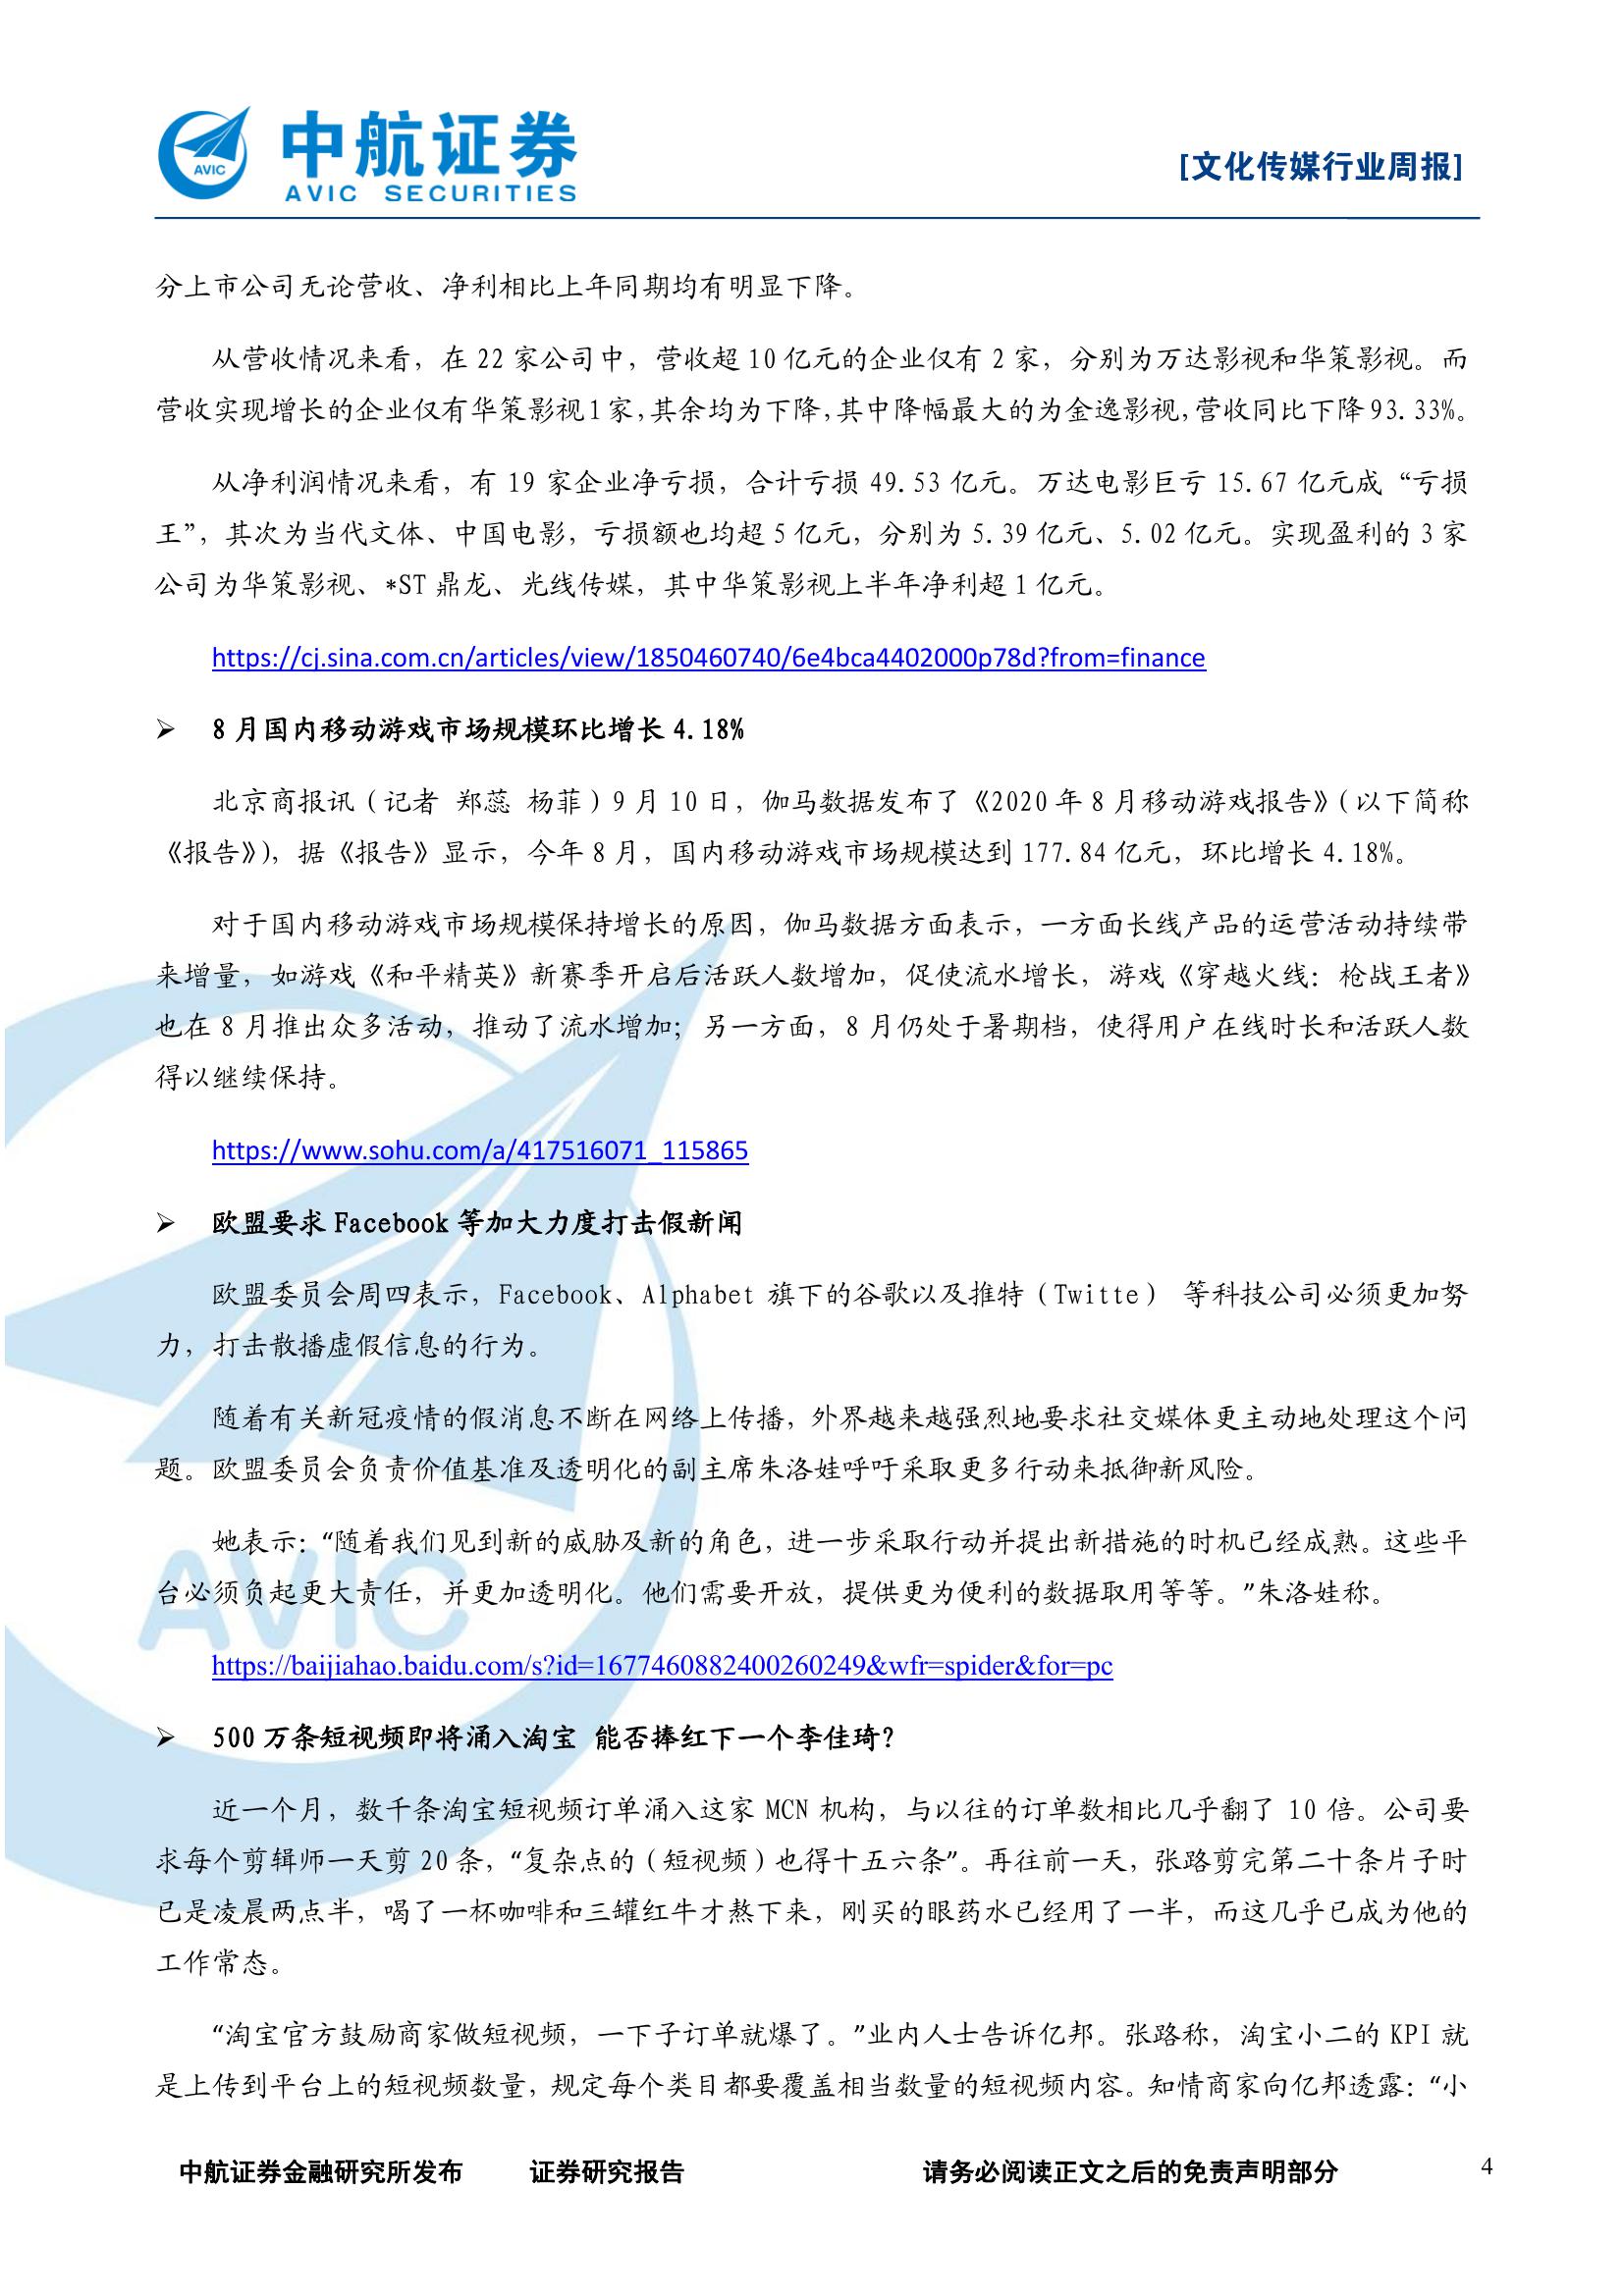 AVIC
中航证券
AVIC SECURITIES
[文化传媒行业周报]
分上市公司无论营收、净利相比上年同期均有明显下降。
从营收情况来看，在 22 家公司中，营收超 10 亿元的企业仅有 2 家，分别为万达影视和华策影视。而
营收实现增长的企业仅有华策影视1家，其余均为下降，其中降幅最大的为金逸影视，营收同比下降93.33%。
从净利润情况来看，有 19 家企业净亏损，合计亏损 49.53 亿元。万达电影巨亏 15.67 亿元成“亏损
王”，其次为当代文体、中国电影，亏损额也均超 5 亿元，分别为 5.39 亿元、5.02 亿元。实现盈利的 3 家
公司为华策影视、*ST 鼎龙、光线传媒，其中华策影视上半年净利超 1 亿元。
https://cj.sina.com.cn/articles/view/1850460740/6e4bca4402000p78d?from=finance
➢ 8 月国内移动游戏市场规模环比增长 4.18%
北京商报讯（记者 郑蕊 杨菲）9 月 10 日，伽马数据发布了《2020 年 8 月移动游戏报告》（以下简称
《报告》），据《报告》显示，今年 8 月，国内移动游戏市场规模达到 177.84 亿元，环比增长 4.18%。
对于国内移动游戏市场规模保持增长的原因，伽马数据方面表示，一方面长线产品的运营活动持续带
来增量，如游戏《和平精英》新赛季开启后活跃人数增加，促使流水增长，游戏《穿越火线：枪战王者》
也在 8 月推出众多活动，推动了流水增加；另一方面，8 月仍处于暑期档，使得用户在线时长和活跃人数
得以继续保持。
https://www.sohu.com/a/417516071_115865
➢ 欧盟要求 Facebook 等加大力度打击假新闻
欧盟委员会周四表示，Facebook、Alphabet 旗下的谷歌以及推特（Twitte） 等科技公司必须更加努
力，打击散播虚假信息的行为。
随着有关新冠疫情的假消息不断在网络上传播，外界越来越强烈地要求社交媒体更主动地处理这个问
题。欧盟委员会负责价值基准及透明化的副主席朱洛娃呼吁采取更多行动来抵御新风险。
她表示：“随着我们见到新的威胁及新的角色，进一步采取行动并提出新措施的时机已经成熟。这些平
台必须负起更大责任，并更加透明化。他们需要开放，提供更为便利的数据取用等等。”朱洛娃称。
AVIC
https://baijiahao.baidu.com/s?id=1677460882400260249&wfr=spider&for=pc
➢ 500 万条短视频即将涌入淘宝 能否捧红下一个李佳琦？
近一个月，数千条淘宝短视频订单涌入这家 MCN 机构，与以往的订单数相比几乎翻了 10 倍。公司要
求每个剪辑师一天剪 20 条，“复杂点的（短视频）也得十五六条”。再往前一天，张路剪完第二十条片子时
已是凌晨两点半，喝了一杯咖啡和三罐红牛才熬下来，刚买的眼药水已经用了一半，而这几乎已成为他的
工作常态。
“淘宝官方鼓励商家做短视频，一下子订单就爆了。”业内人士告诉亿邦。张路称，淘宝小二的 KPI 就
是上传到平台上的短视频数量，规定每个类目都要覆盖相当数量的短视频内容。知情商家向亿邦透露：“小
中航证券金融研究所发布 证券研究报告 请务必阅读正文之后的免责声明部分 4